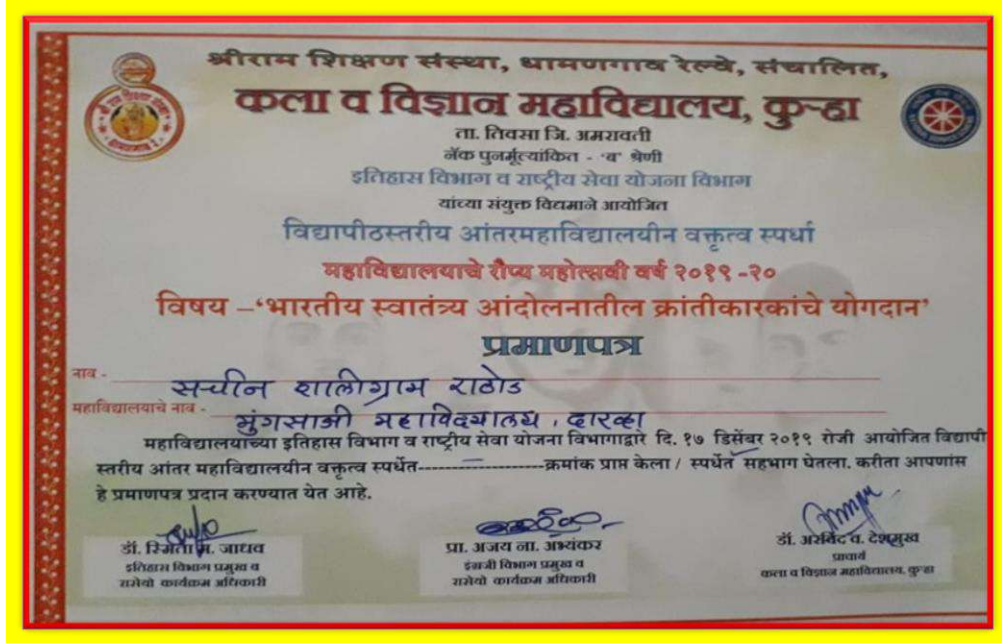 श्रीराम शिक्षण संस्था, धामणगाव रेल्वे, संचालित,
कला व विज्ञान महाविद्यालय, कुऱ्हा
ता. तिवसा जि. अमरावती
नॅक पुनर्मूल्यांकित - 'ब' श्रेणी
इतिहास विभाग व राष्ट्रीय सेवा योजना विभाग
यांच्या संयुक्त विद्यमाने आयोजित
विद्यापीठस्तरीय आंतरमहाविद्यालयीन वक्तृत्व स्पर्धा
महाविद्यालयाचे रौप्य महोत्सवी वर्ष २०१९-२०
विषय –'भारतीय स्वातंत्र्य आंदोलनातील क्रांतीकारकांचे योगदान'
प्रमाणपत्र
नाव - सच्चीन शालीग्राम राठोड
महाविद्यालयाचे नाव - मुंगसाजी महाविद्यालय, दारव्हा
महाविद्यालयाच्या इतिहास विभाग व राष्ट्रीय सेवा योजना विभागाद्वारे दि. १७ डिसेंबर २०१९ रोजी आयोजित विद्यापी
स्तरीय आंतर महाविद्यालयीन वक्तृत्व स्पर्धेत--------------------क्रमांक प्राप्त केला / स्पर्धेत सहभाग घेतला. करीता आपणांस
हे प्रमाणपत्र प्रदान करण्यात येत आहे.
डॉ. स्मिता म. जाधव
इतिहास विभाग प्रमुख व
रासेयो कार्यक्रम अधिकारी
प्रा. अजय ना. अभ्यंकर
इंग्रजी विभाग प्रमुख व
रासेयो कार्यक्रम अधिकारी
डॉ. अरविंद व. देशमुख
प्राचार्य
कला व विज्ञान महाविद्यालय, कुऱ्हा